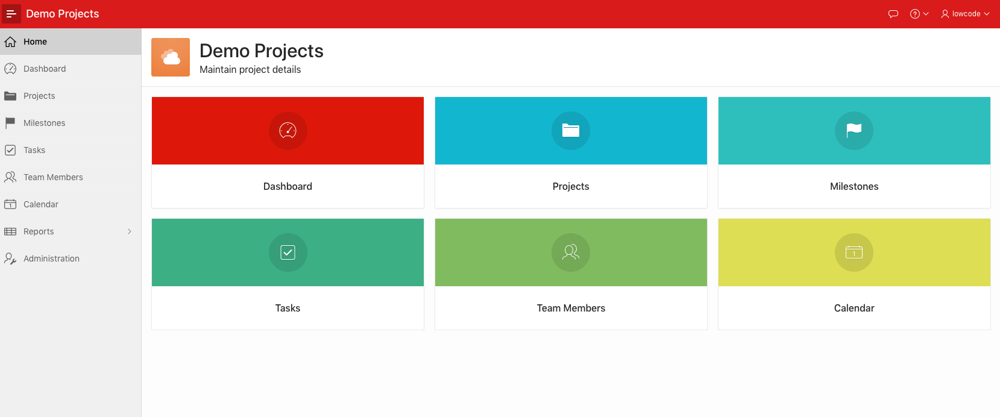 Demo Projects
lowcode
Home
Dashboard
Projects
Milestones
Tasks
Team Members
Calendar
Reports
Administration
Demo Projects
Maintain project details
Dashboard
Projects
Milestones
Tasks
Team Members
Calendar